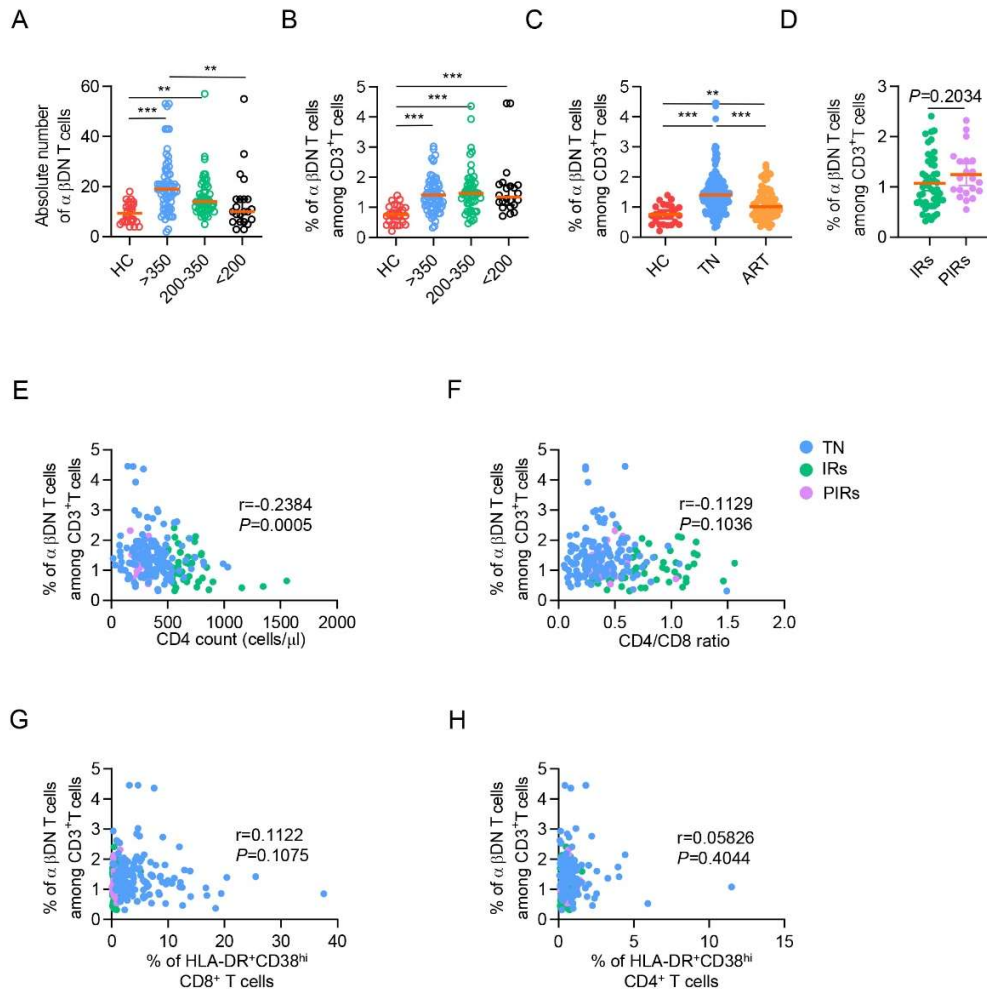 A
Absolute number
of α βDN T cells
60
40
20
0
***
**
**
HC
>350
200-350
<200
B
% of α βDN T cells
among CD3⁺T cells
5
4
3
2
1
0
***
***
***
HC
>350
200-350
<200
C
% of α βDN T cells
among CD3⁺T cells
5
4
3
2
1
0
**
***
***
HC
TN
ART
D
% of α βDN T cells
among CD3⁺T cells
3
2
1
0
P=0.2034
IRs
PIRs
E
% of α βDN T cells
among CD3⁺T cells
5
4
3
2
1
0
r=-0.2384
P=0.0005
0
500
1000
1500
2000
CD4 count (cells/μl)
F
% of α βDN T cells
among CD3⁺T cells
5
4
3
2
1
0
r=-0.1129
P=0.1036
0.0
0.5
1.0
1.5
2.0
CD4/CD8 ratio
TN
IRs
PIRs
G
% of α βDN T cells
among CD3⁺T cells
5
4
3
2
1
0
r=0.1122
P=0.1075
0
10
20
30
40
% of HLA-DR⁺CD38ʰⁱ
CD8⁺ T cells
H
% of α βDN T cells
among CD3⁺T cells
5
4
3
2
1
0
r=0.05826
P=0.4044
0
5
10
15
% of HLA-DR⁺CD38ʰⁱ
CD4⁺ T cells